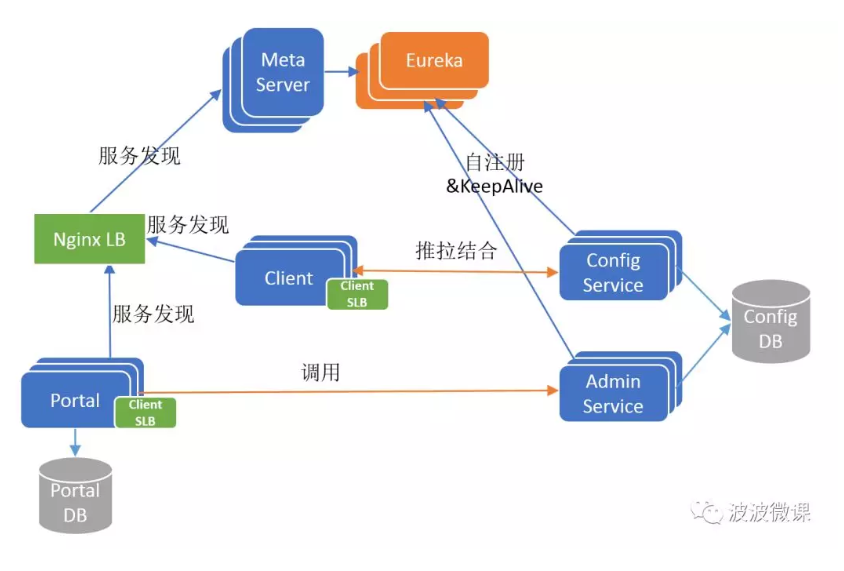 Meta
Server
Eureka
服务发现
自注册
&KeepAlive
Nginx LB
服务发现
Client
Client
SLB
推拉结合
Config
Service
Config
DB
服务发现
Portal
Client
SLB
调用
Admin
Service
Portal
DB
波波微课